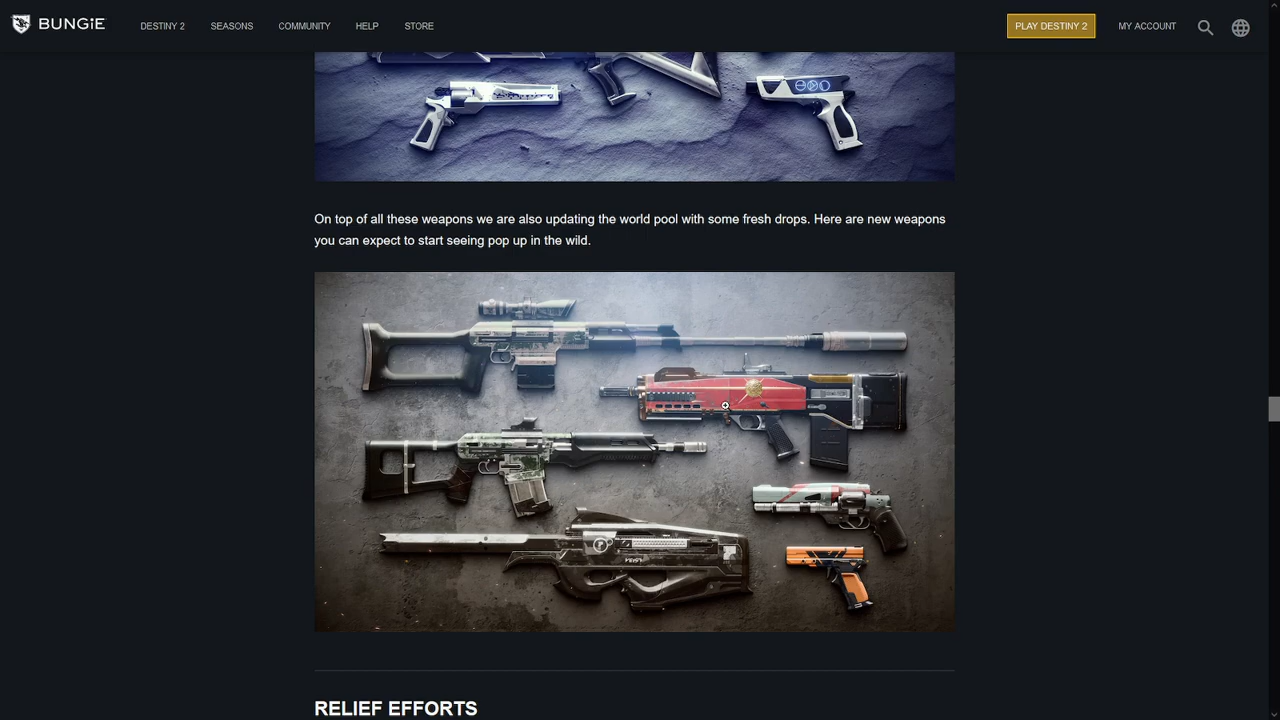 BUNGiE
DESTINY 2
SEASONS
COMMUNITY
HELP
STORE
PLAY DESTINY 2
MY ACCOUNT
On top of all these weapons we are also updating the world pool with some fresh drops. Here are new weapons
you can expect to start seeing pop up in the wild.
RELIEF EFFORTS